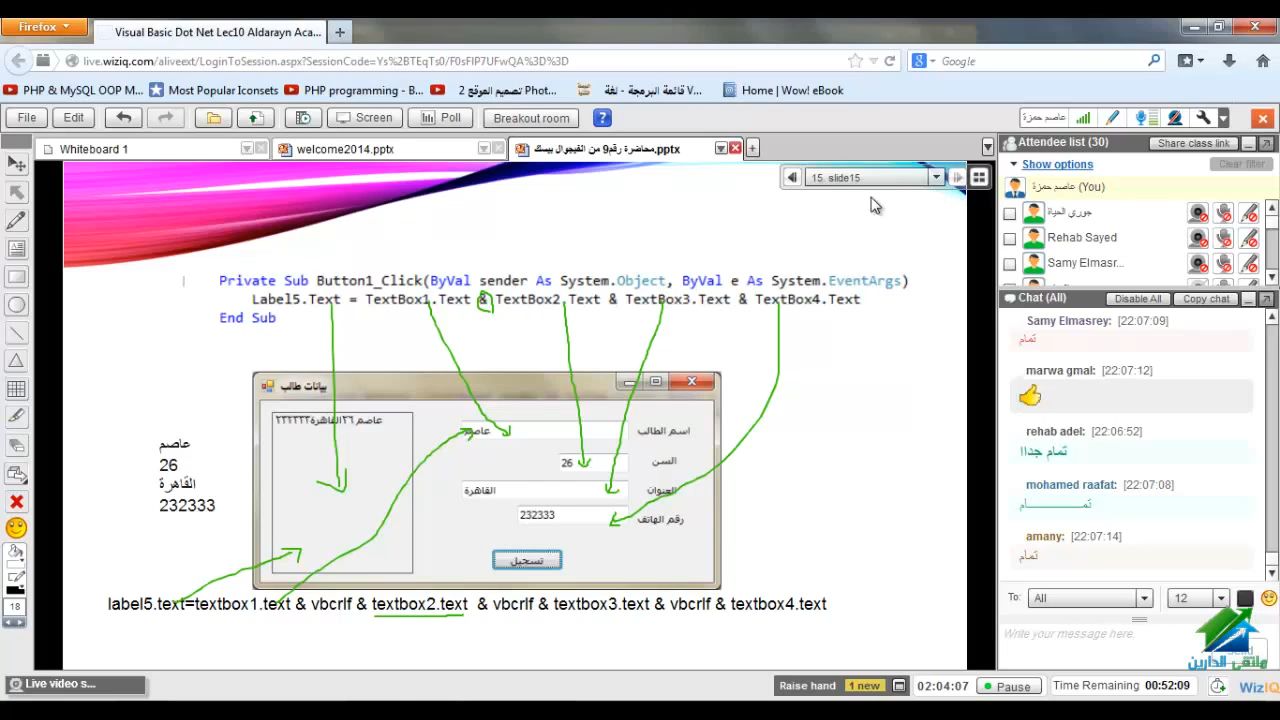 Firefox
Visual Basic Dot Net Lec10 Aldarayn Aca...
live.wiziq.com/aliveext/LoginToSession.aspx?SessionCode=Ys%2BTEqTs0/F0sFIP7UFwQA%3D%3D
Google
PHP & MySQL OOP M...
Most Popular Iconsets
PHP programming - B...
تصميم الموقع 2 Phot...
قائمة البرمجة - لغة V...
Home | Wow! eBook
File
Edit
Screen
Poll
Breakout room
عاصم حمزة
Whiteboard 1
welcome2014.pptx
محاضرة رقم9 من الفيجوال بيسك.pptx
Attendee list (30)
Share class link
Show options
Clear filter
15. slide15
عاصم حمزة (You)
جوري الحياة
Rehab Sayed
Samy Elmasr...
Private Sub Button1_Click(ByVal sender As System.Object, ByVal e As System.EventArgs)
Label5.Text = TextBox1.Text & TextBox2.Text & TextBox3.Text & TextBox4.Text
End Sub
Chat (All)
Disable All
Copy chat
Samy Elmasrey: [22:07:09]
تمام
marwa gmal: [22:07:12]
rehab adel: [22:06:52]
تمام جداا
mohamed raafat: [22:07:08]
تمـــــــــــــام
amany: [22:07:14]
تمام
بيانات طالب
عاصم ٢٦القاهرة٢٣٢٣٣٣
اسم الطالب
عاصم
السن
26
العنوان
القاهرة
رقم الهاتف
232333
تسجيل
عاصم
26
القاهرة
232333
label5.text=textbox1.text & vbcrlf & textbox2.text & vbcrlf & textbox3.text & vbcrlf & textbox4.text
To:
All
12
Write your message here.
Send
ملتقى الدارين
18
Live video s...
Raise hand
1 new
02:04:07
Pause
Time Remaining
00:52:09
WizIQ